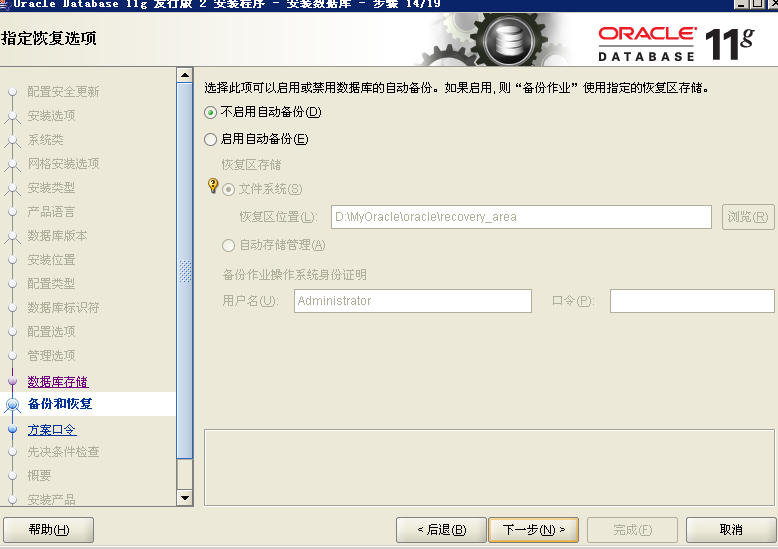 Oracle Database 11g 发行版 2 安装程序 - 安装数据库 - 步骤 14/19
指定恢复选项
ORACLE
DATABASE 11g
配置安全更新
安装选项
系统类
网格安装选项
安装类型
产品语言
数据库版本
安装位置
配置类型
数据库标识符
配置选项
管理选项
数据库存储
备份和恢复
方案口令
先决条件检查
概要
安装产品
选择此项可以启用或禁用数据库的自动备份。如果启用,则“备份作业”使用指定的恢复区存储。
不启用自动备份(D)
启用自动备份(E)
恢复区存储
文件系统(S)
恢复区位置(L): D:\MyOracle\oracle\recovery_area 浏览(R)
自动存储管理(A)
备份作业操作系统身份证明
用户名(U): Administrator 口令(P):
帮助(H) < 后退(B) 下一步(N) > 完成(F) 取消